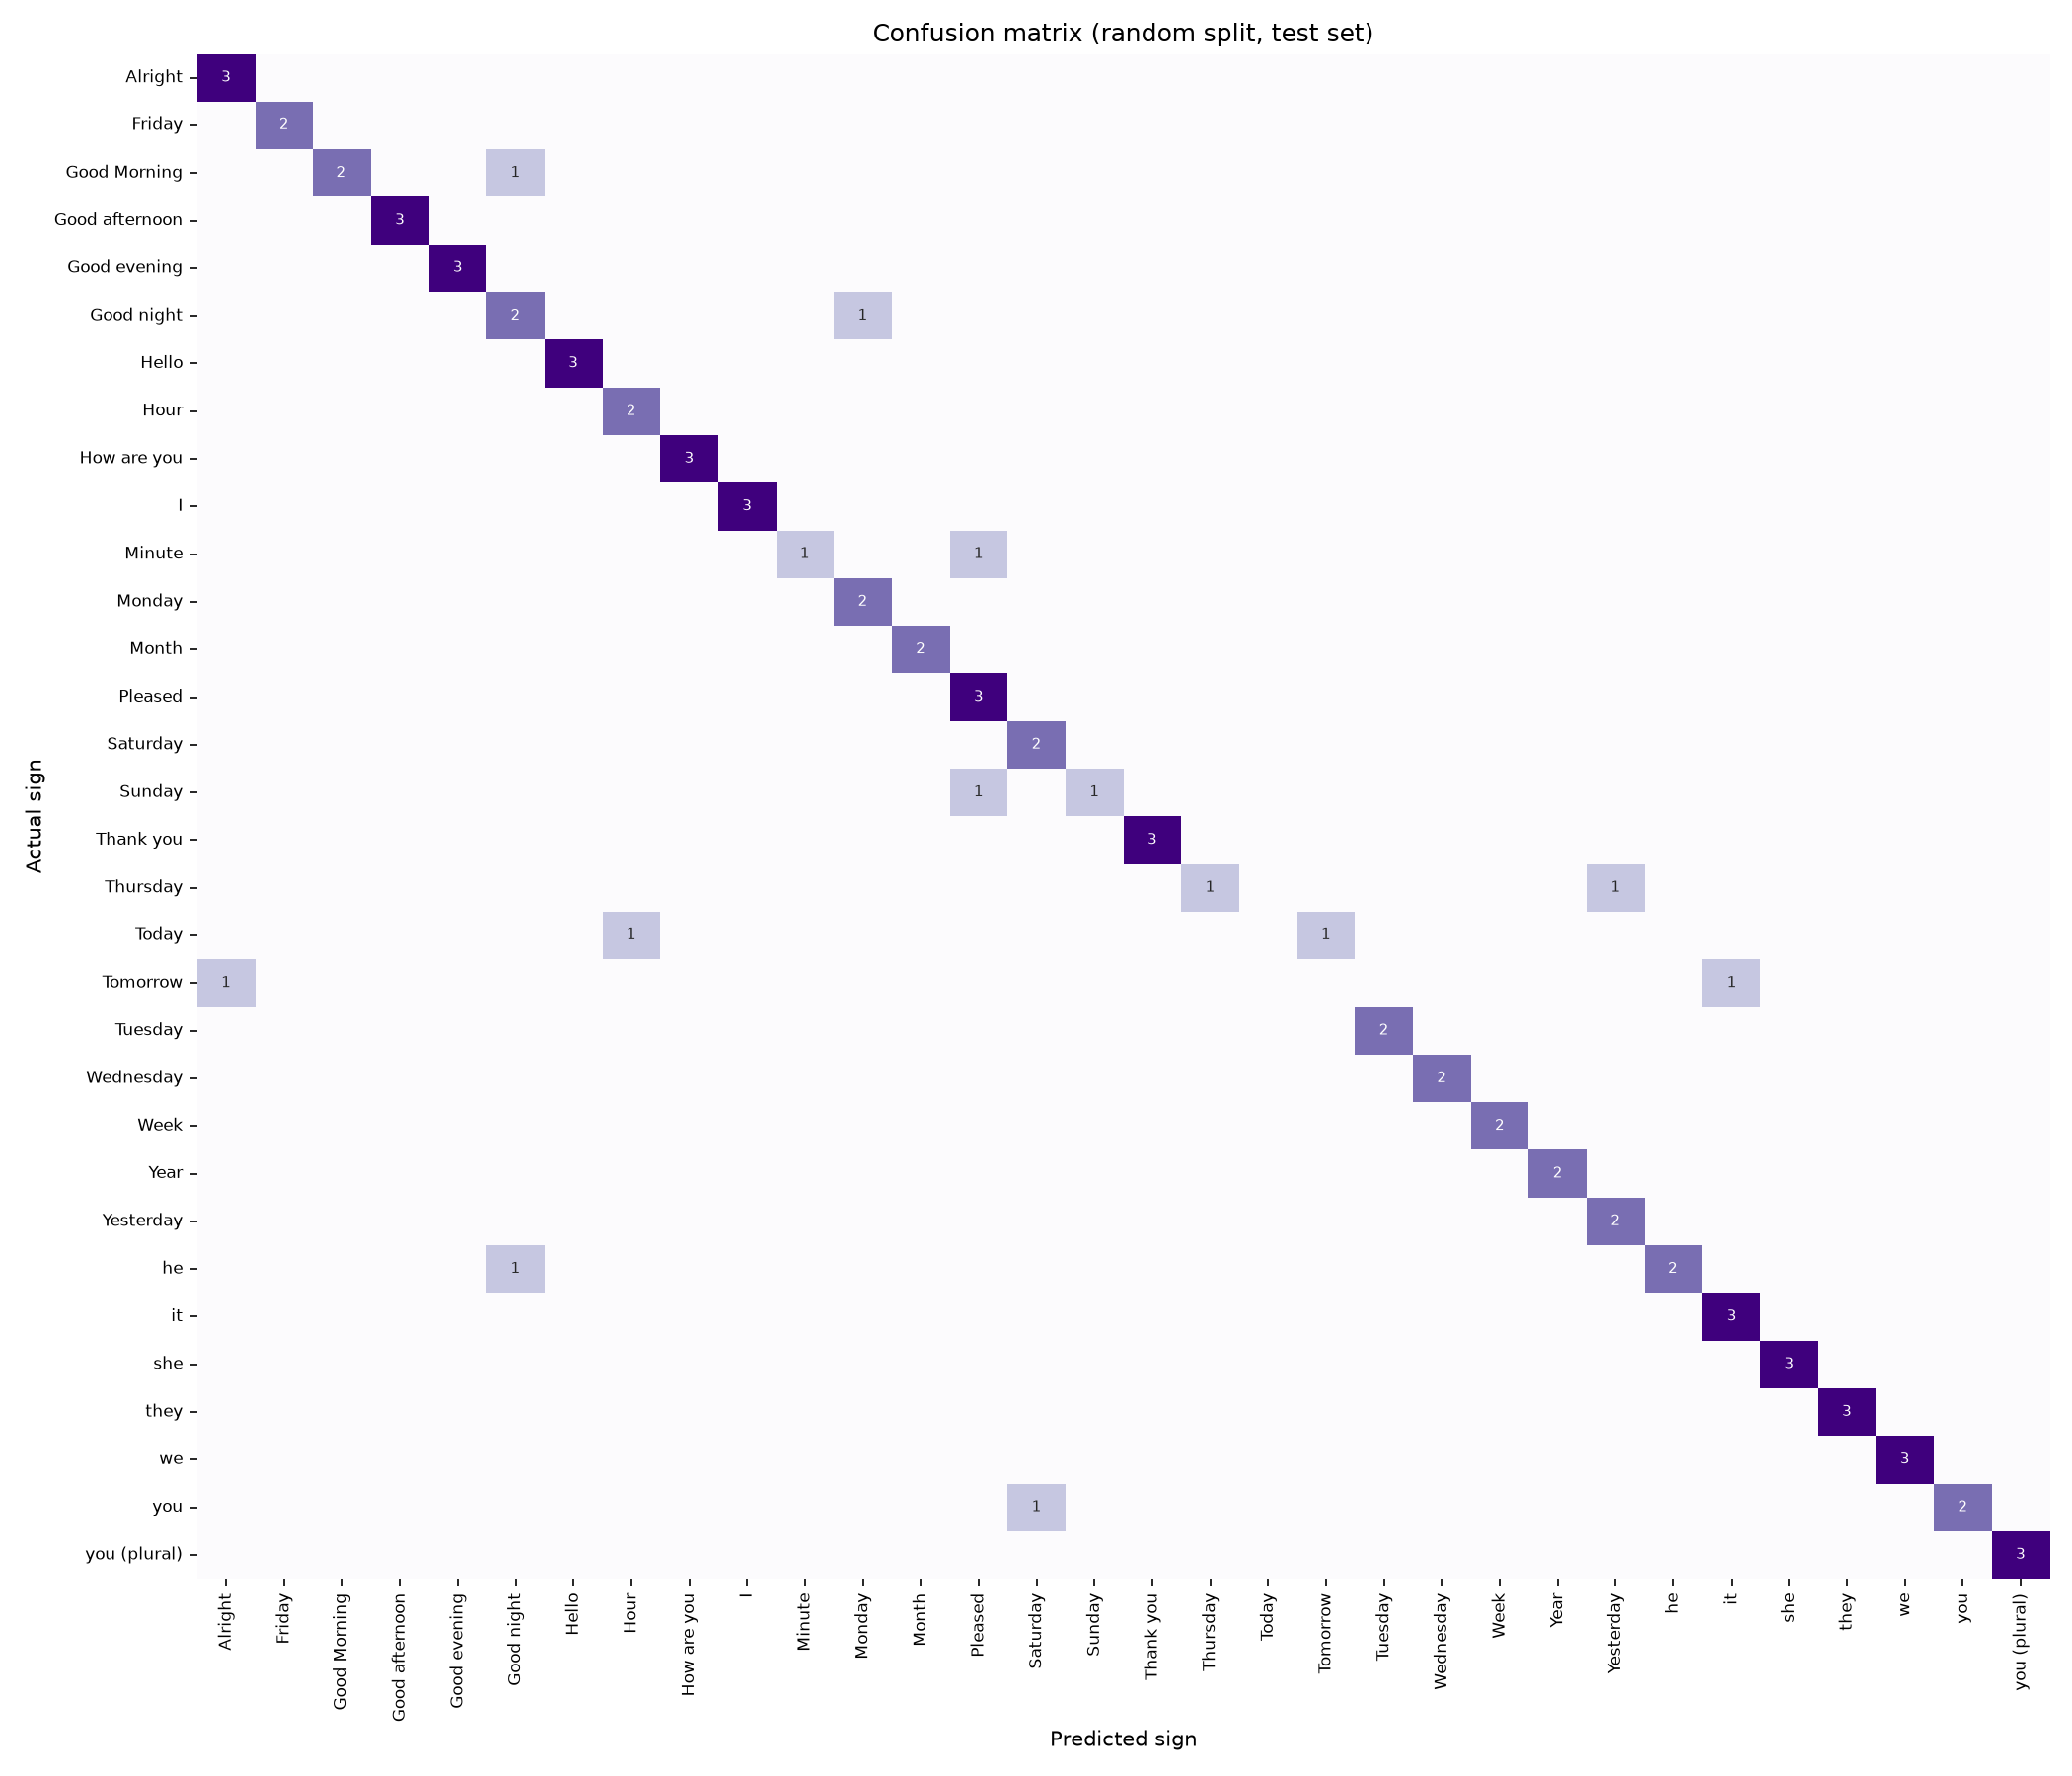 Confusion matrix (random split, test set)
Alright 3
Friday 2
Good Morning 2 1
Good afternoon 3
Good evening 3
Good night 2 1
Hello 3
Hour 2
How are you 3
I 3
Minute 1 1
Monday 2
Month 2
Pleased 3
Saturday 2
Sunday 1 1
Thank you 3
Thursday 1 1
Today 1 1
Tomorrow 1 1
Tuesday 2
Wednesday 2
Week 2
Year 2
Yesterday 2
he 1 2
it 3
she 3
they 3
we 3
you 1 2
you (plural) 3
Actual sign
Alright
Friday
Good Morning
Good afternoon
Good evening
Good night
Hello
Hour
How are you
I
Minute
Monday
Month
Pleased
Saturday
Sunday
Thank you
Thursday
Today
Tomorrow
Tuesday
Wednesday
Week
Year
Yesterday
he
it
she
they
we
you
you (plural)
Predicted sign